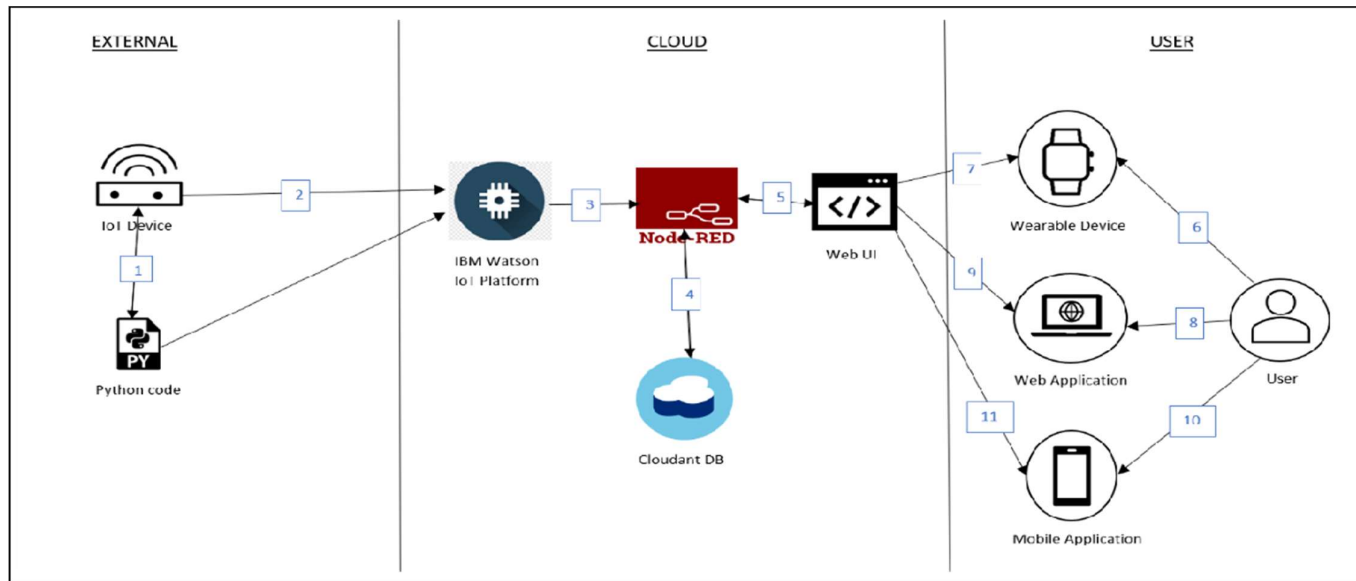 EXTERNAL
CLOUD
USER
IoT Device
1
2
PY
Python code
IBM Watson
IoT Platform
3
Node-RED
4
Cloudant DB
5
</>
Web UI
7
Wearable Device
6
9
Web Application
8
User
11
10
Mobile Application